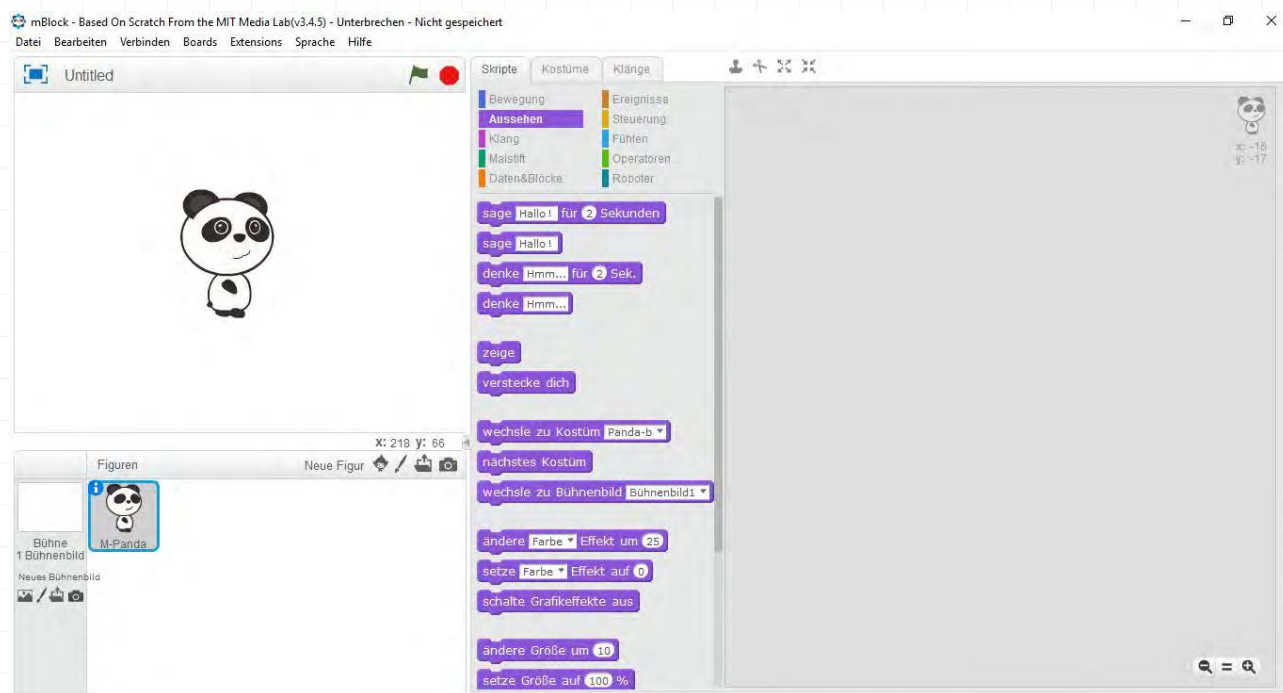 mBlock - Based On Scratch From the MIT Media Lab(v3.4.5) - Unterbrechen - Nicht gespeichert
Datei Bearbeiten Verbinden Boards Extensions Sprache Hilfe
Untitled
Skripte Kostüme Klänge
Bewegung Ereignisse
Aussehen Steuerung
Klang Fühlen
Malstift Operatoren
Daten&Blöcke Roboter
x: -16
y: -17
sage Hallo! für 2 Sekunden
sage Hallo!
denke Hmm... für 2 Sek.
denke Hmm...
zeige
verstecke dich
wechsle zu Kostüm Panda-b
nächstes Kostüm
wechsle zu Bühnenbild Bühnenbild1
ändere Farbe Effekt um 25
setze Farbe Effekt auf 0
schalte Grafikeffekte aus
ändere Größe um 10
setze Größe auf 100 %
X: 218 y: 66
Figuren Neue Figur
Bühne
1 Bühnenbild
M-Panda
Neues Bühnenbild